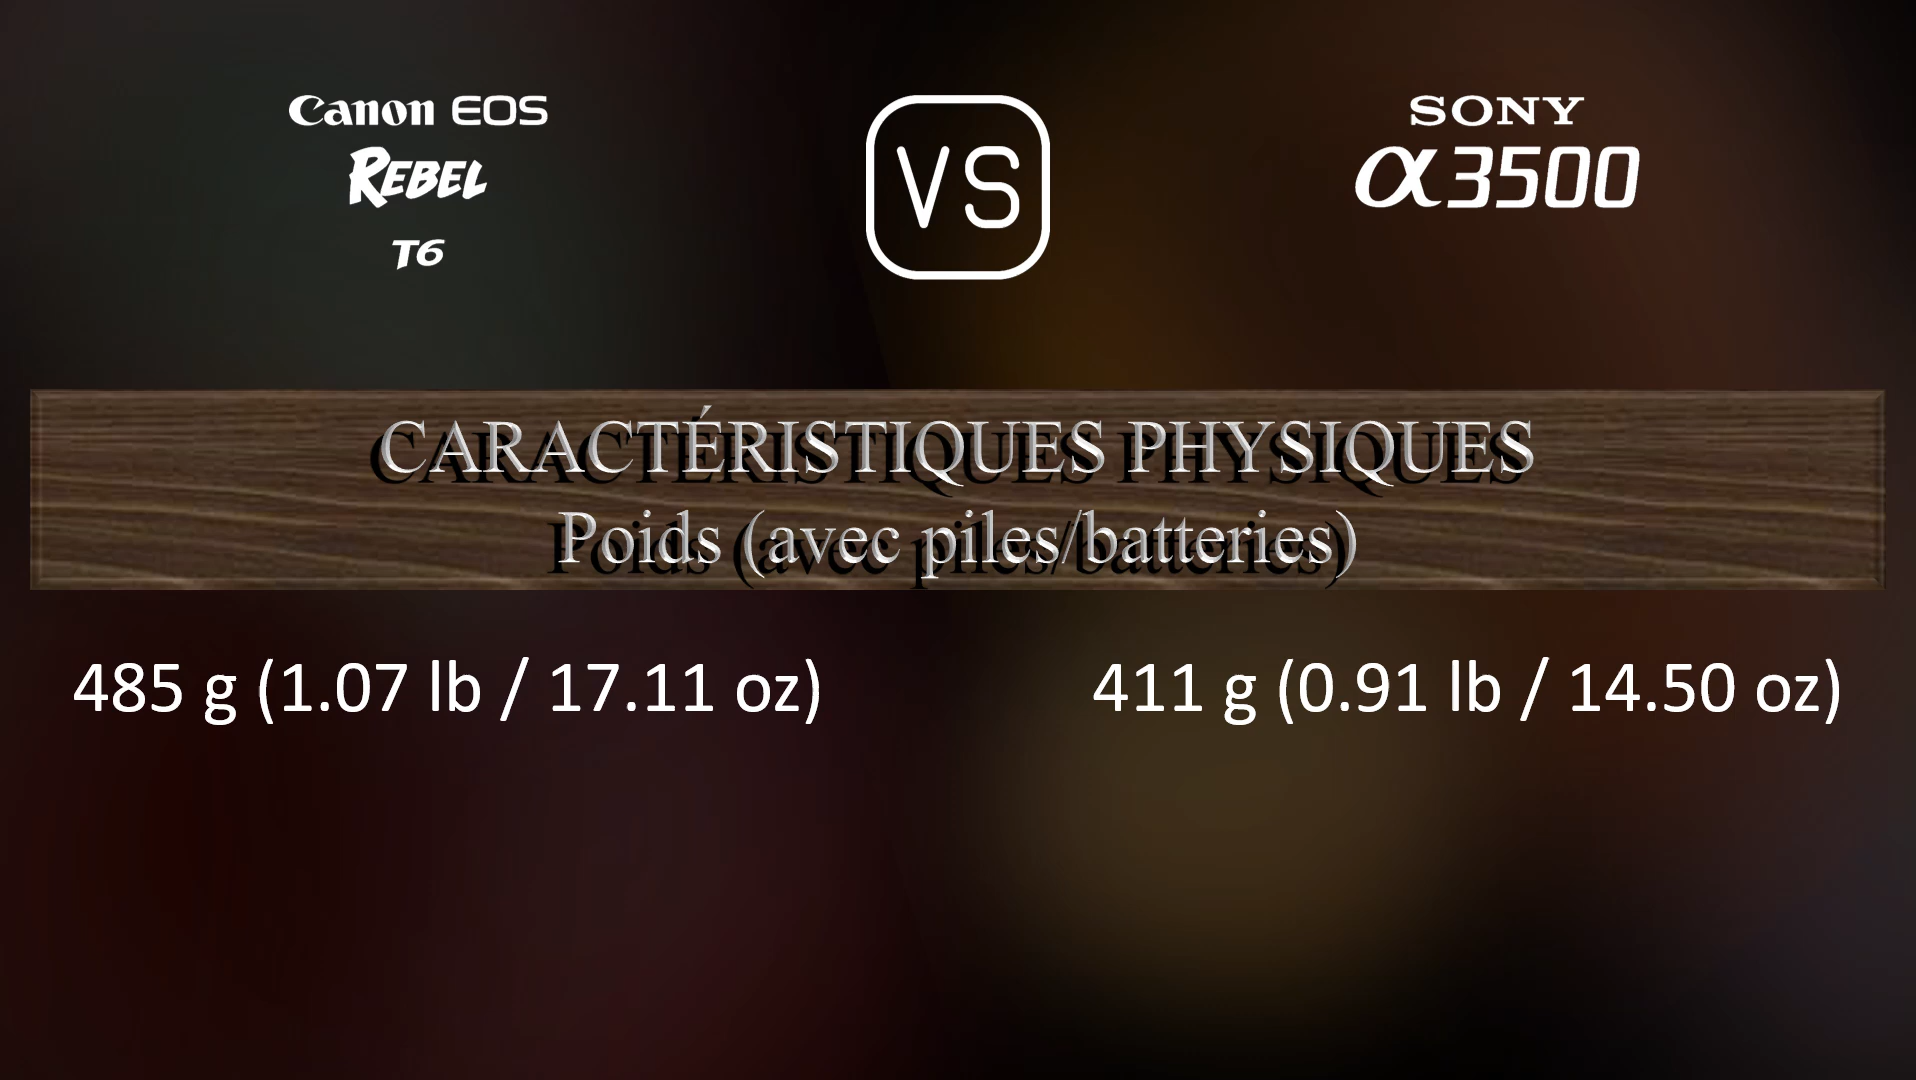 Canon EOS
REBEL
T6
VS
SONY
α3500
CARACTÉRISTIQUES PHYSIQUES
Poids (avec piles/batteries)
485 g (1.07 lb / 17.11 oz)
411 g (0.91 lb / 14.50 oz)